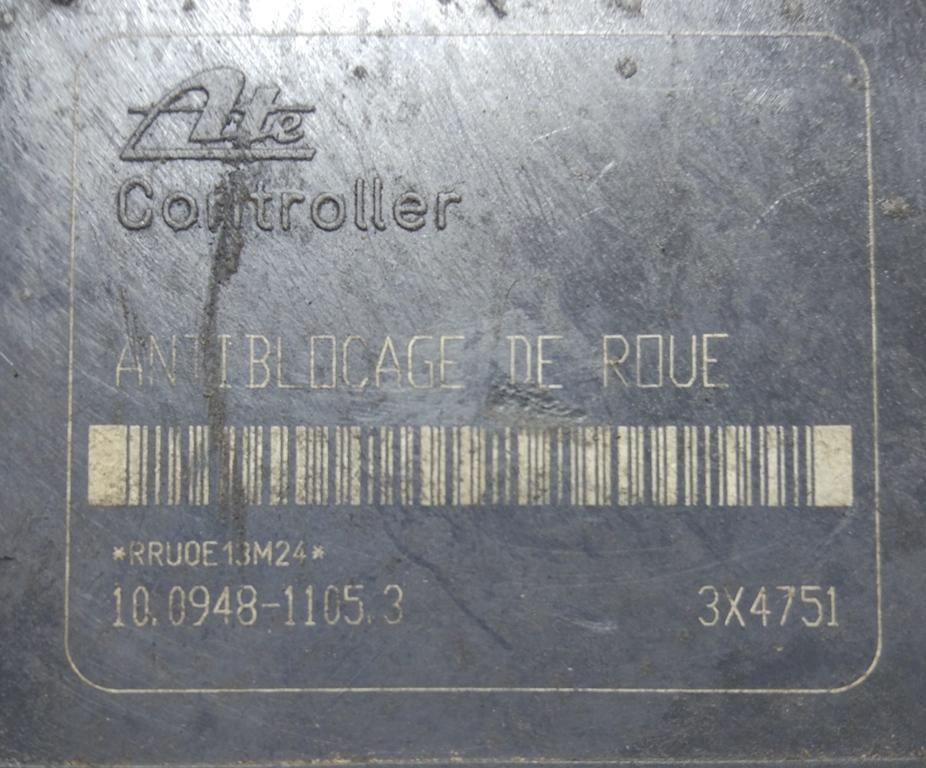 Ate
Controller
ANTIBLOCAGE DE ROUE
*RRUOE13M24*
10.0948-1105.3 3X4751